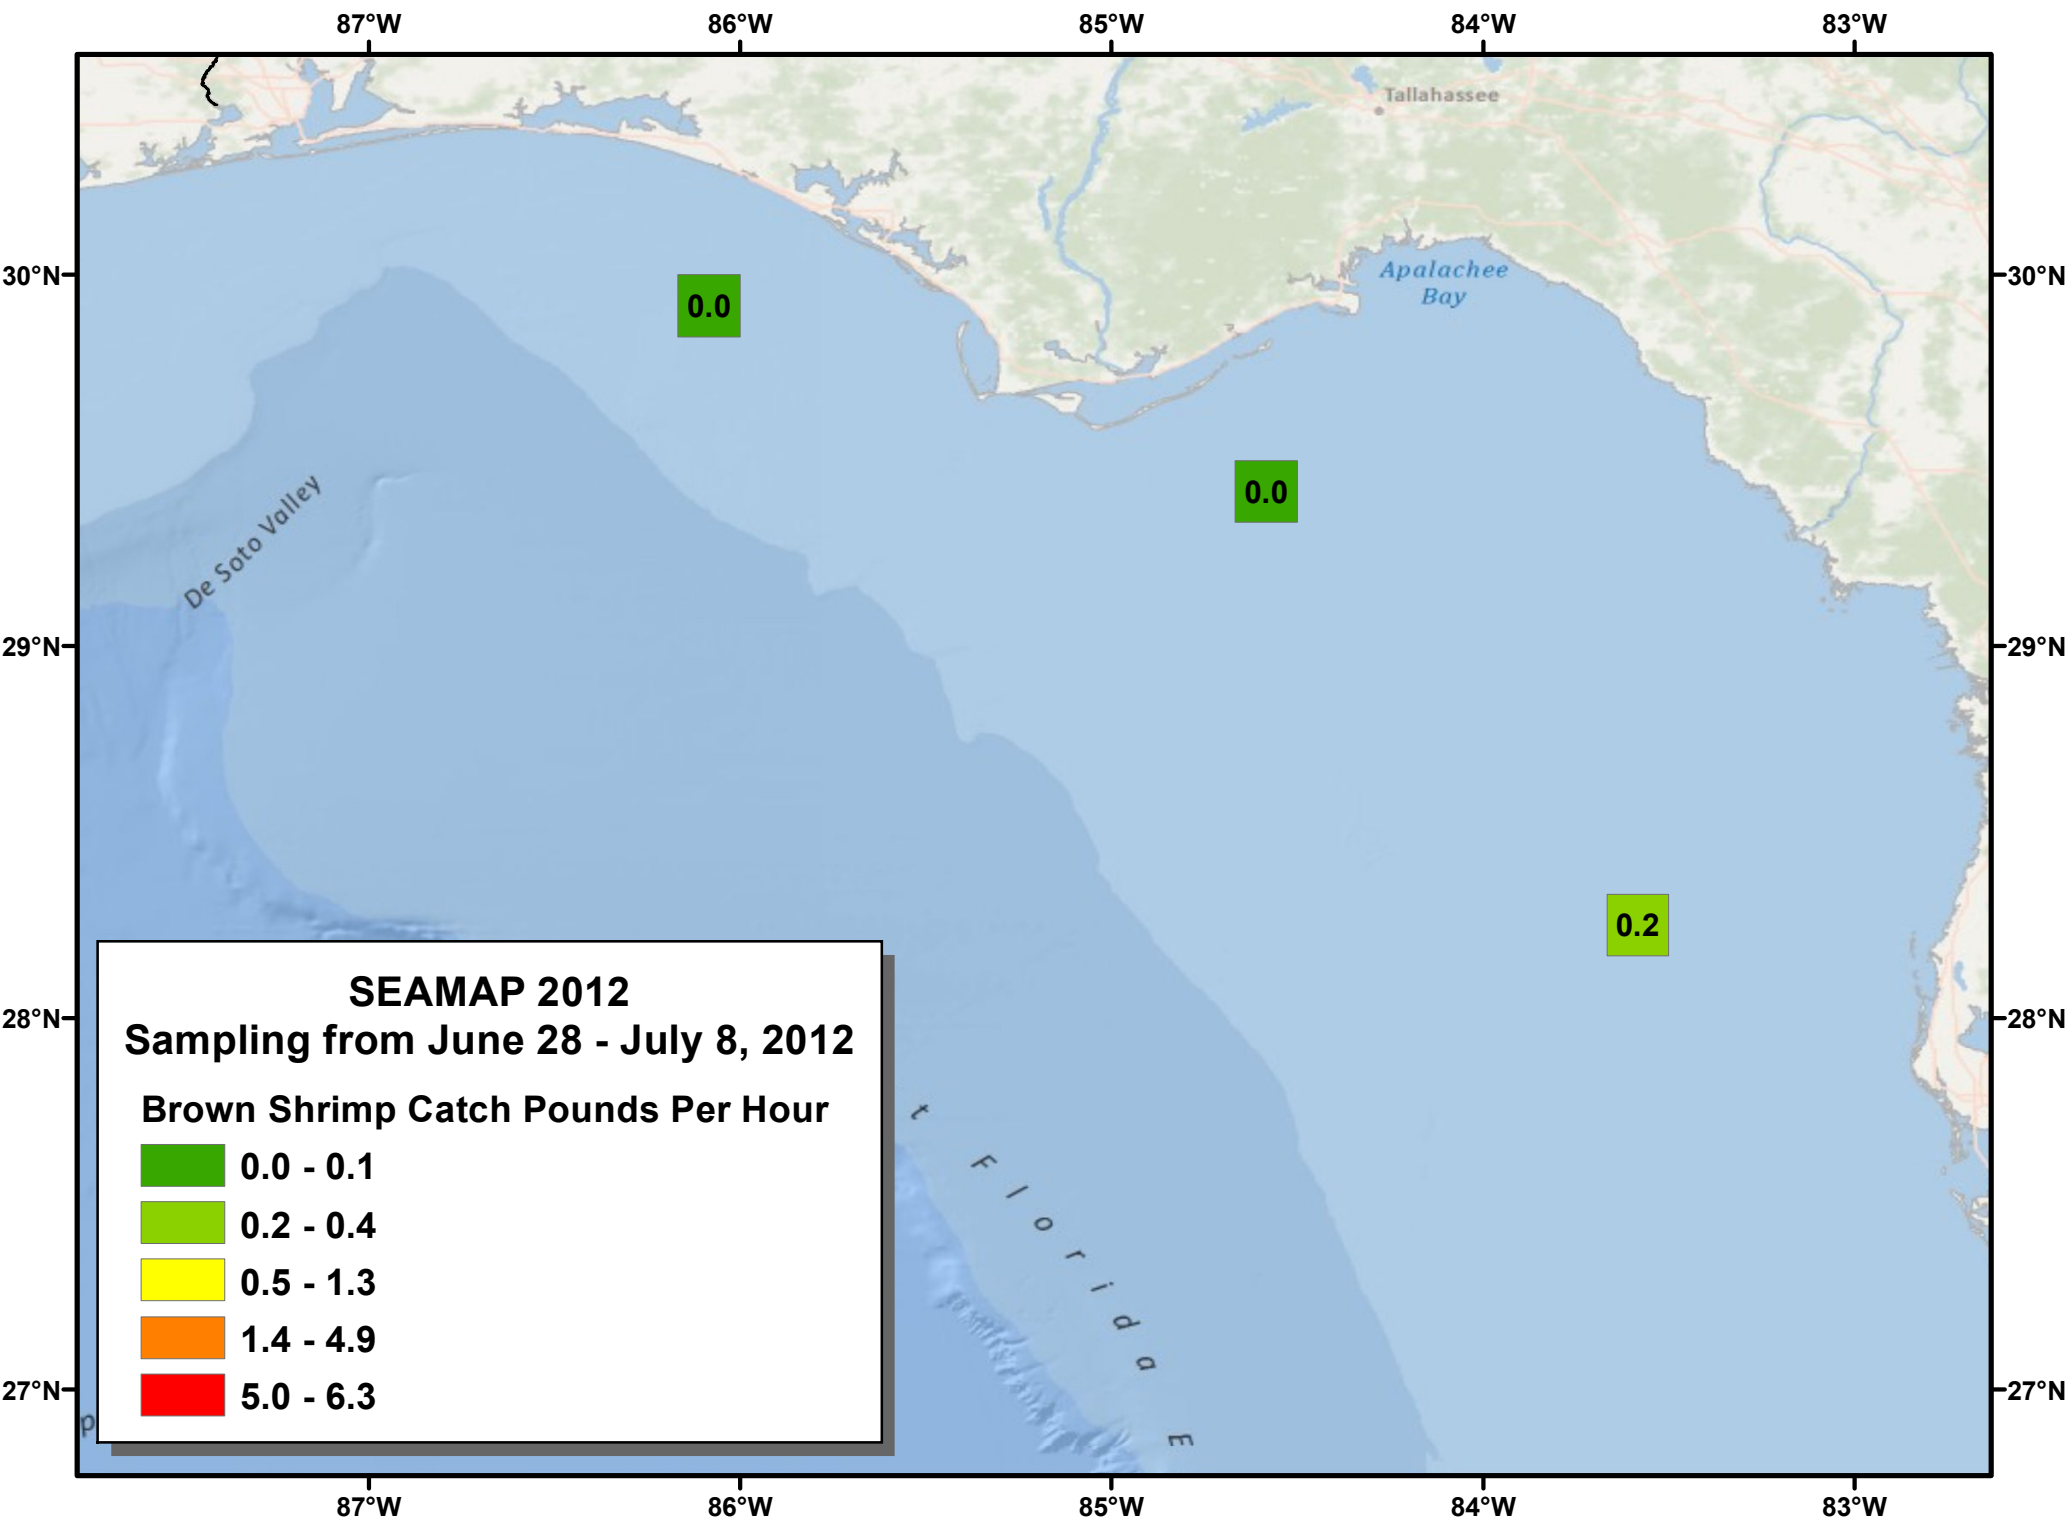 87°W 86°W 85°W 84°W 83°W
Tallahassee
Apalachee
Bay
30°N 30°N
0.0
0.0
De Soto Valley
29°N 29°N
0.2
28°N 28°N
SEAMAP 2012
Sampling from June 28 - July 8, 2012
Brown Shrimp Catch Pounds Per Hour
0.0 - 0.1
0.2 - 0.4
0.5 - 1.3
1.4 - 4.9
5.0 - 6.3
t Florida E
p
27°N 27°N
87°W 86°W 85°W 84°W 83°W